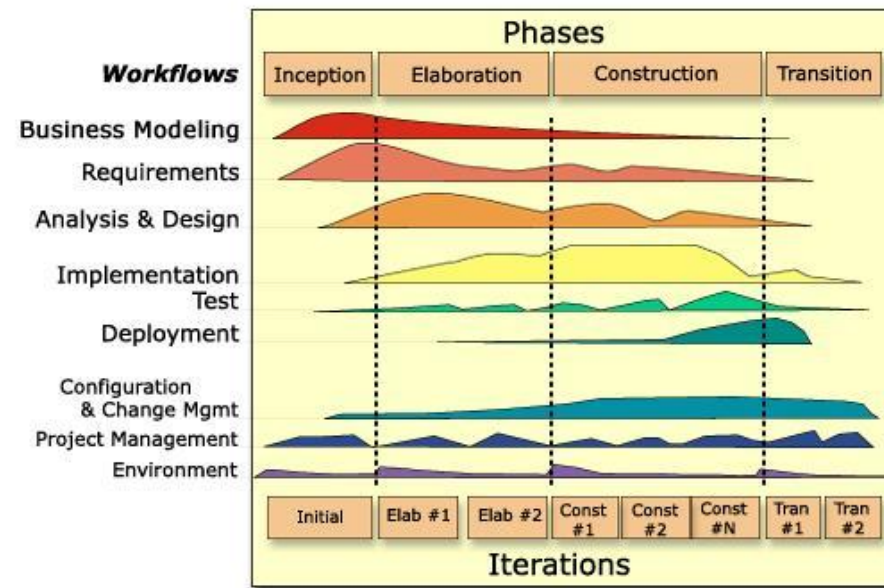 Phases
Workflows
Inception
Elaboration
Construction
Transition
Business Modeling
Requirements
Analysis & Design
Implementation
Test
Deployment
Configuration
& Change Mgmt
Project Management
Environment
Initial
Elab #1
Elab #2
Const
#1
Const
#2
Const
#N
Tran
#1
Tran
#2
Iterations